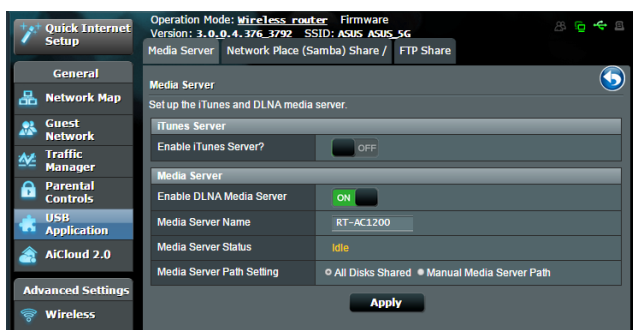 Quick Internet
Setup
General
Network Map
Guest
Network
Traffic
Manager
Parental
Controls
USB
Application
AiCloud 2.0
Advanced Settings
Wireless
Operation Mode: Wireless router Firmware
Version: 3.0.0.4.376_3792 SSID: ASUS ASUS_5G
Media Server Network Place (Samba) Share / FTP Share
Media Server
Set up the iTunes and DLNA media server.
iTunes Server
Enable iTunes Server? OFF
Media Server
Enable DLNA Media Server ON
Media Server Name RT-AC1200
Media Server Status Idle
Media Server Path Setting All Disks Shared Manual Media Server Path
Apply